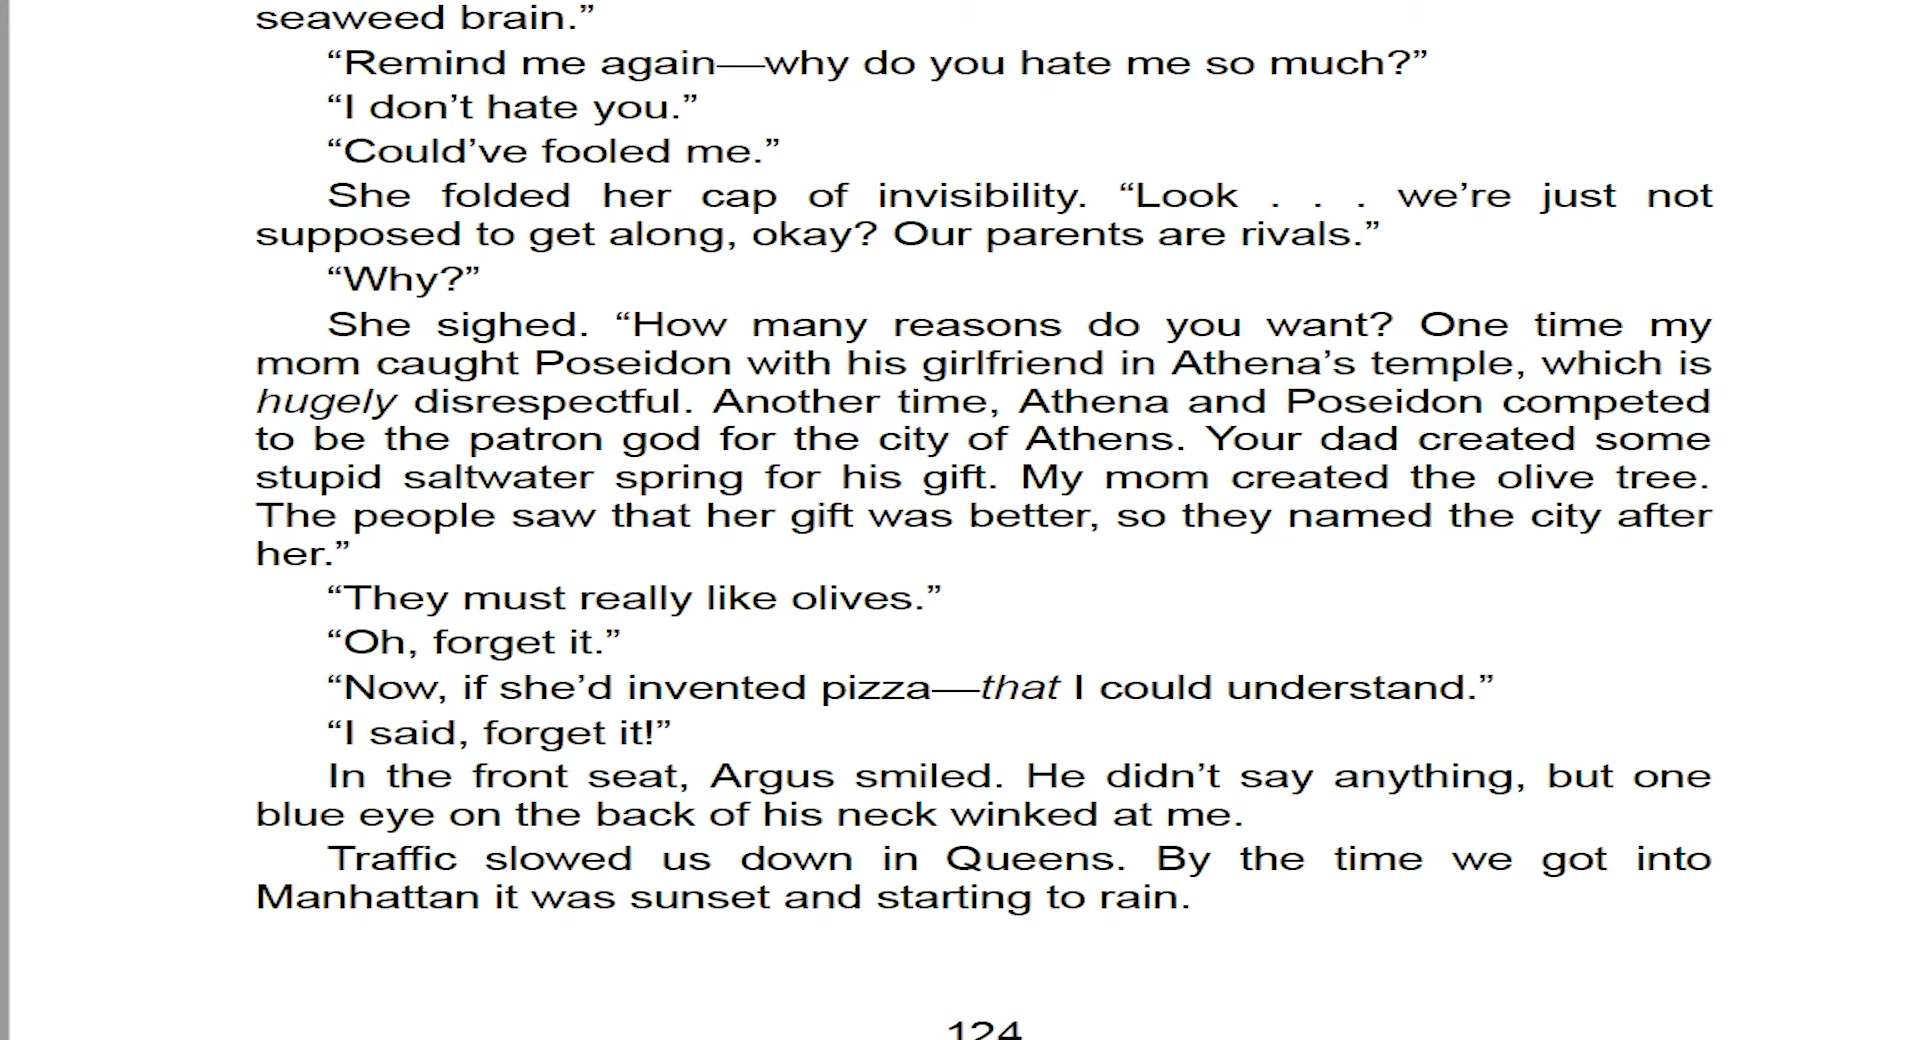 seaweed brain.”
“Remind me again—why do you hate me so much?”
“I don’t hate you.”
“Could’ve fooled me.”
She folded her cap of invisibility. “Look . . . we’re just not
supposed to get along, okay? Our parents are rivals.”
“Why?”
She sighed. “How many reasons do you want? One time my
mom caught Poseidon with his girlfriend in Athena’s temple, which is
hugely disrespectful. Another time, Athena and Poseidon competed
to be the patron god for the city of Athens. Your dad created some
stupid saltwater spring for his gift. My mom created the olive tree.
The people saw that her gift was better, so they named the city after
her.”
“They must really like olives.”
“Oh, forget it.”
“Now, if she’d invented pizza—that I could understand.”
“I said, forget it!”
In the front seat, Argus smiled. He didn’t say anything, but one
blue eye on the back of his neck winked at me.
Traffic slowed us down in Queens. By the time we got into
Manhattan it was sunset and starting to rain.
124